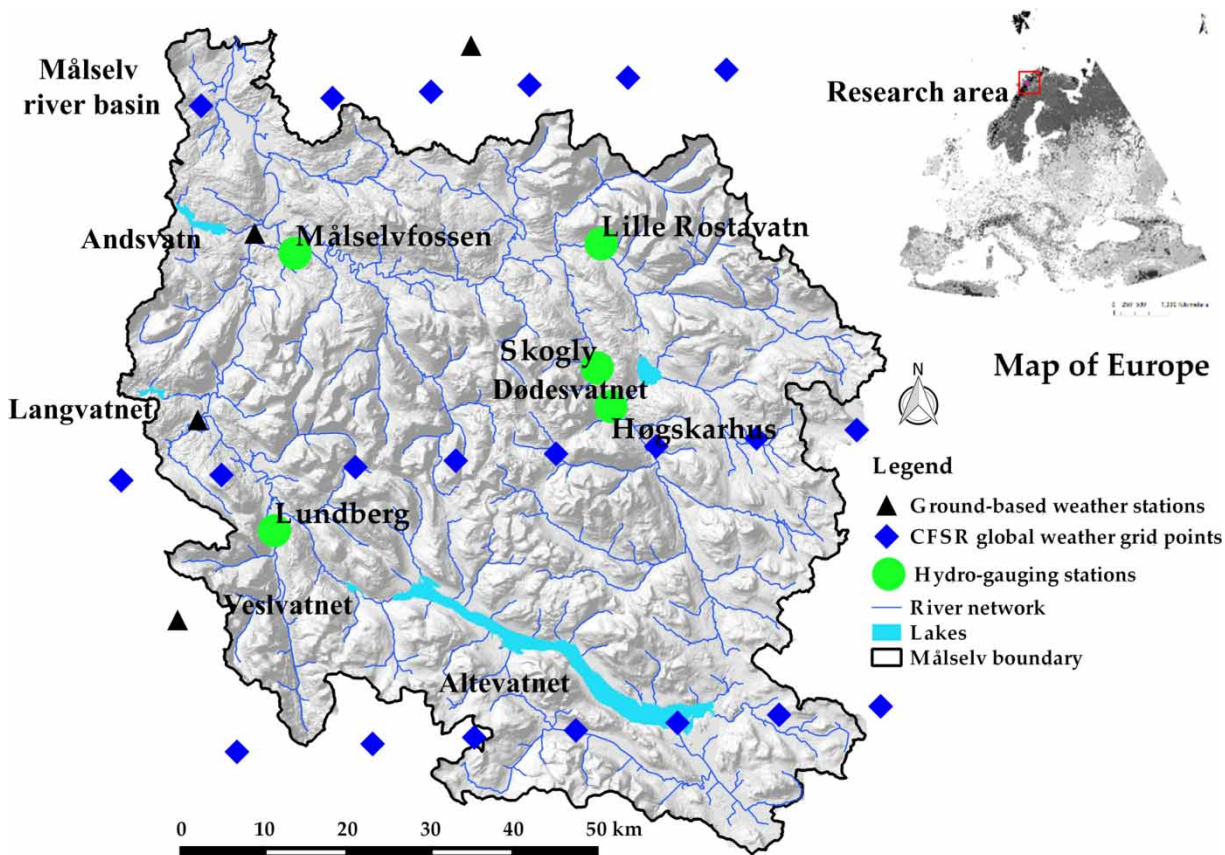 Målselv
river basin
Research area
Andsvatn
Målselvfossen
Lille Rostavatn
Skogly
Dødesvatnet
Høgskarhus
Langvatnet
Lundberg
Veslvatnet
Altevatnet
Map of Europe
N
Legend
Ground-based weather stations
CFSR global weather grid points
Hydro-gauging stations
River network
Lakes
Målselv boundary
0 10 20 30 40 50 km